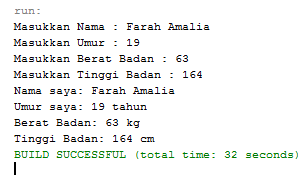 run:
Masukkan Nama : Farah Amalia
Masukkan Umur : 19
Masukkan Berat Badan : 63
Masukkan Tinggi Badan : 164
Nama saya: Farah Amalia
Umur saya: 19 tahun
Berat Badan: 63 kg
Tinggi Badan: 164 cm
BUILD SUCCESSFUL (total time: 32 seconds)